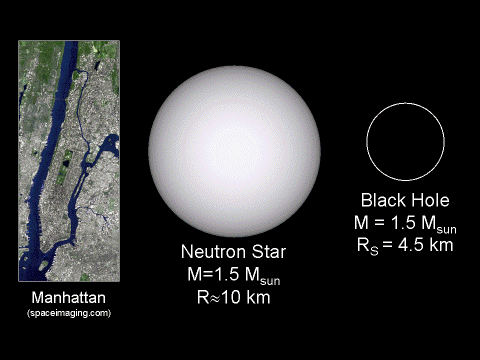 Manhattan
(spaceimaging.com)
Neutron Star
M=1.5 Msun
R≈10 km
Black Hole
M = 1.5 Msun
RS = 4.5 km